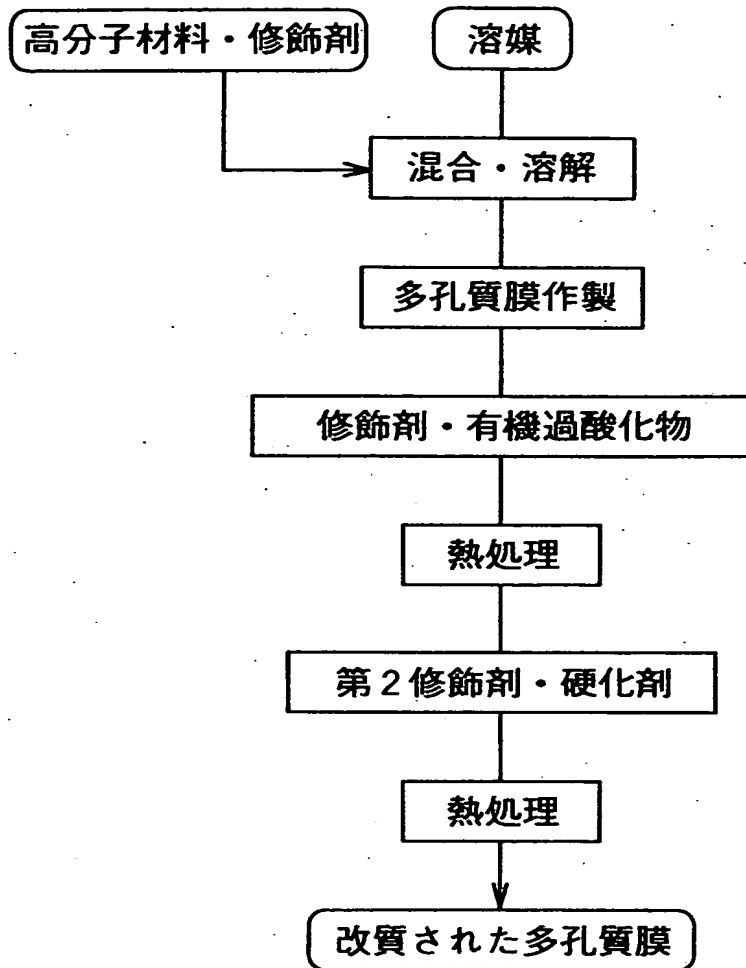 高分子材料・修飾剤
溶媒
混合・溶解
多孔質膜作製
修飾剤・有機過酸化物
熱処理
第2修飾剤・硬化剤
熱処理
改質された多孔質膜